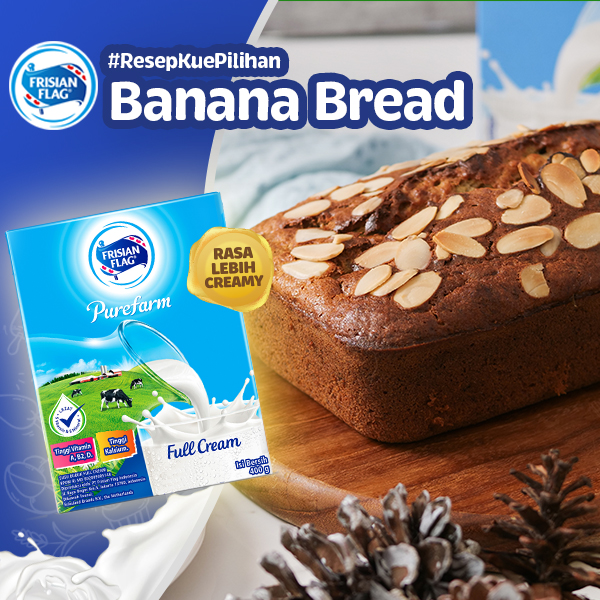 FRISIAN
FLAG®
#ResepKuePilihan
Banana Bread
FRISIAN
FLAG®
Purefarm
RASA
LEBIH
CREAMY
Tinggi Vitamin
A, B2, D.
Tinggi
Kalsium.
Full Cream
Isi Bersih
400 g